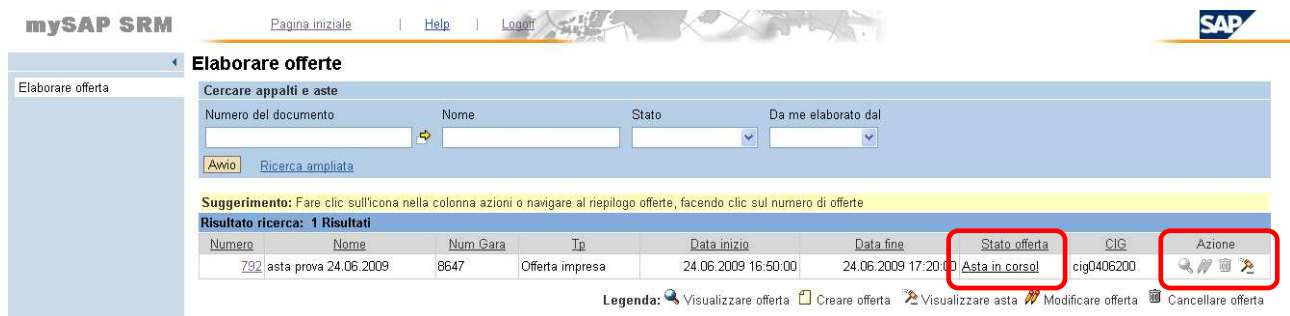 mySAP SRM
Pagina iniziale | Help | Logoff
SAP
Elaborare offerte
Elaborare offerta
Cercare appalti e aste
Numero del documento Nome Stato Da me elaborato dal
Avvio Ricerca ampliata
Suggerimento: Fare clic sull'icona nella colonna azioni o navigare al riepilogo offerte, facendo clic sul numero di offerte
Risultato ricerca: 1 Risultati
Numero Nome Num Gara Tp Data inizio Data fine Stato offerta CIG Azione
792 asta prova 24.06.2009 8647 Offerta impresa 24.06.2009 16:50:00 24.06.2009 17:20:00 Asta in corso! cig0406200
Legenda: Visualizzare offerta Creare offerta Visualizzare asta Modificare offerta Cancellare offerta